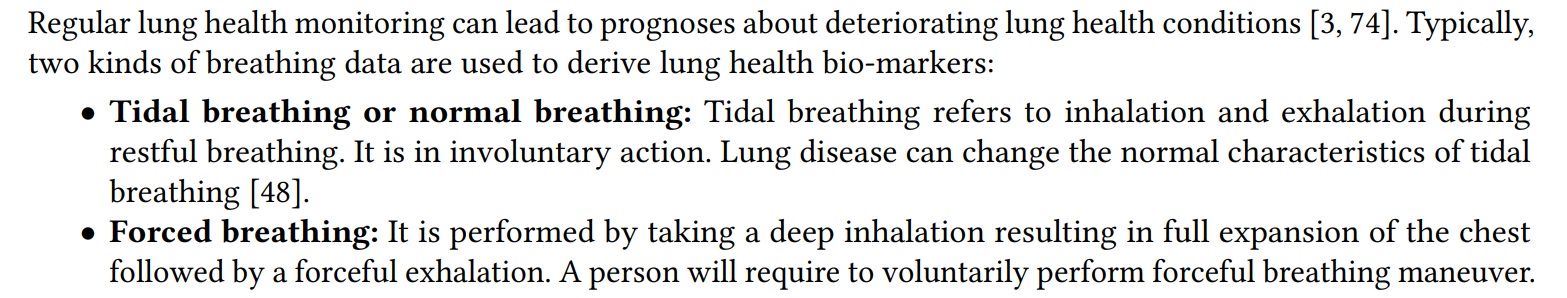 Regular lung health monitoring can lead to prognoses about deteriorating lung health conditions [3, 74]. Typically,
two kinds of breathing data are used to derive lung health bio-markers:
• Tidal breathing or normal breathing: Tidal breathing refers to inhalation and exhalation during
restful breathing. It is in involuntary action. Lung disease can change the normal characteristics of tidal
breathing [48].
• Forced breathing: It is performed by taking a deep inhalation resulting in full expansion of the chest
followed by a forceful exhalation. A person will require to voluntarily perform forceful breathing maneuver.